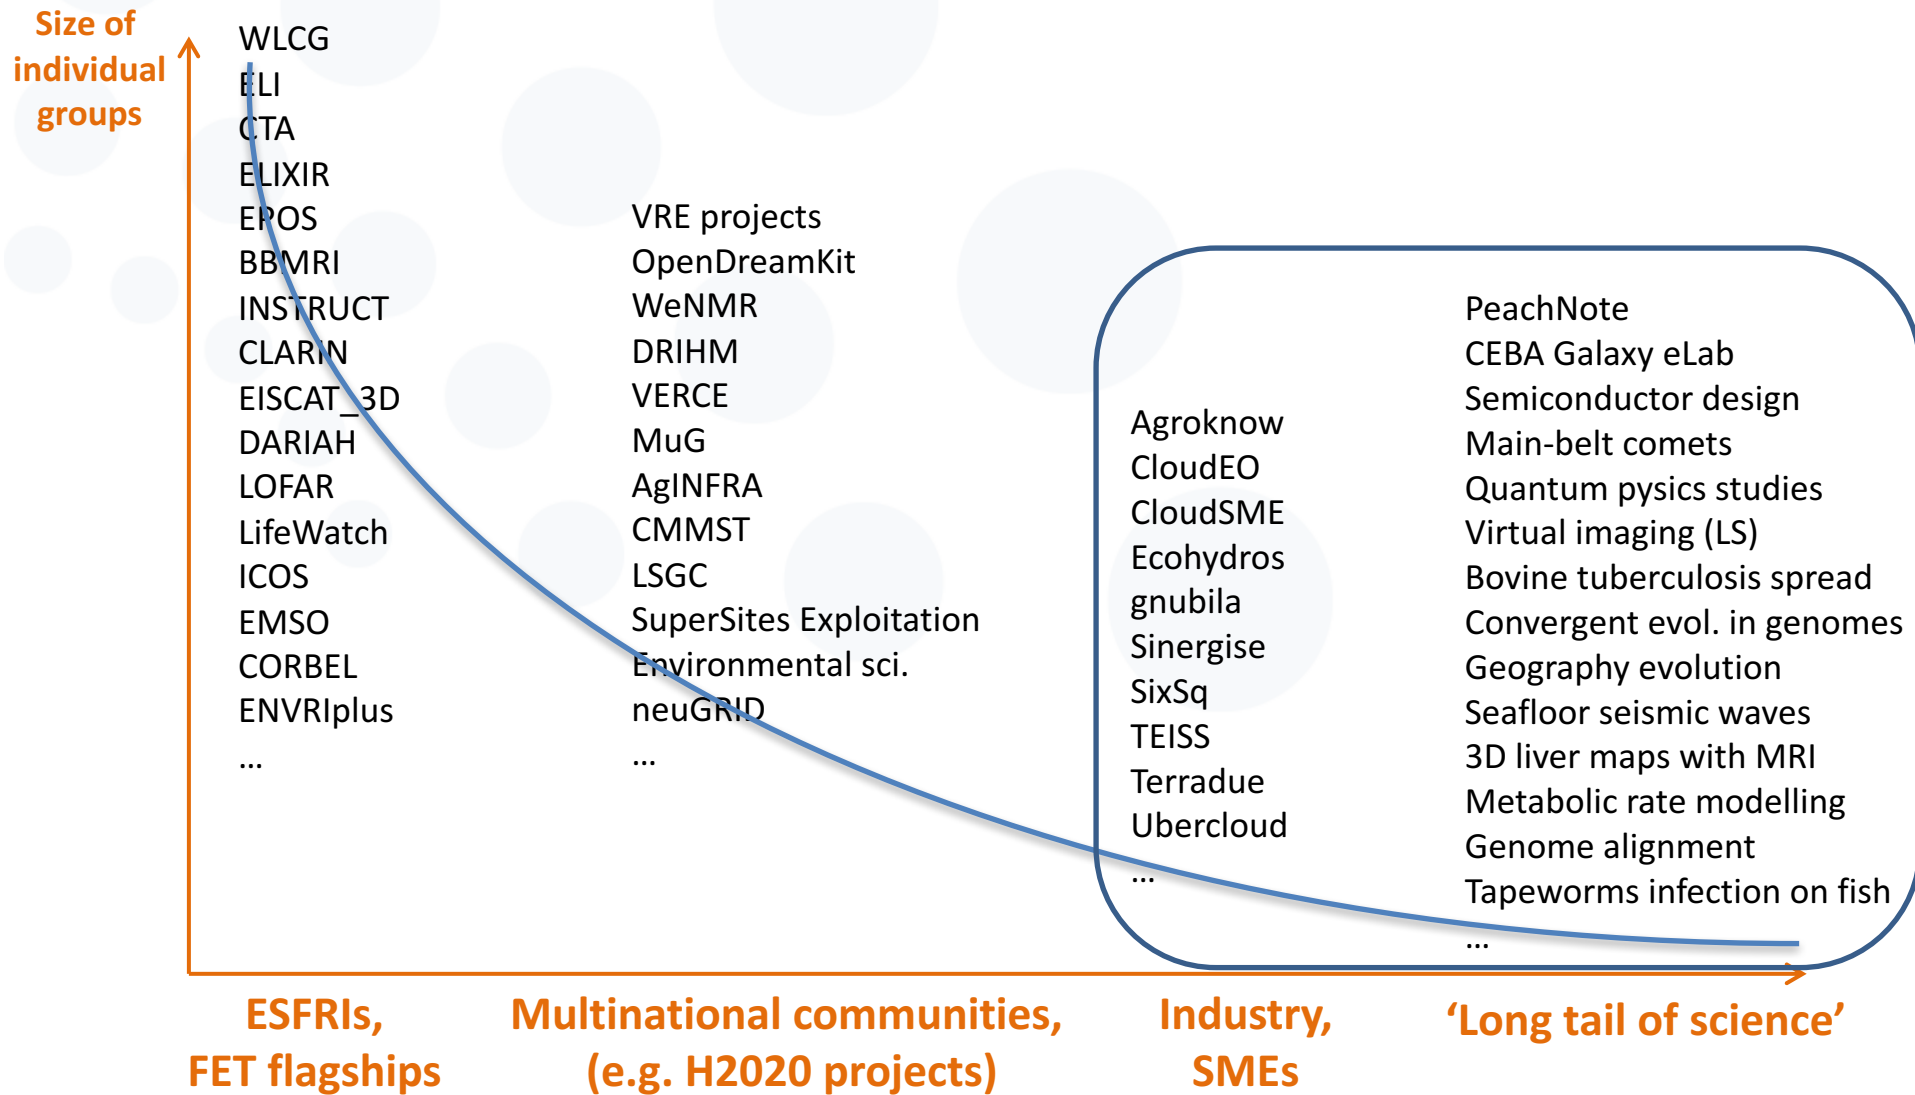 Size of
individual
groups
WLCG
ELI
CTA
ELIXIR
EPOS
BBMRI
INSTRUCT
CLARIN
EISCAT_3D
DARIAH
LOFAR
LifeWatch
ICOS
EMSO
CORBEL
ENVRIplus
...
VRE projects
OpenDreamKit
WeNMR
DRIHM
VERCE
MuG
AgINFRA
CMMST
LSGC
SuperSites Exploitation
Environmental sci.
neuGRID
...
Agroknow
CloudEO
CloudSME
Ecohydros
gnubila
Sinergise
SixSq
TEISS
Terradue
Ubercloud
...
PeachNote
CEBA Galaxy eLab
Semiconductor design
Main-belt comets
Quantum pysics studies
Virtual imaging (LS)
Bovine tuberculosis spread
Convergent evol. in genomes
Geography evolution
Seafloor seismic waves
3D liver maps with MRI
Metabolic rate modelling
Genome alignment
Tapeworms infection on fish
...
ESFRIs,
FET flagships
Multinational communities,
(e.g. H2020 projects)
Industry,
SMEs
‘Long tail of science’